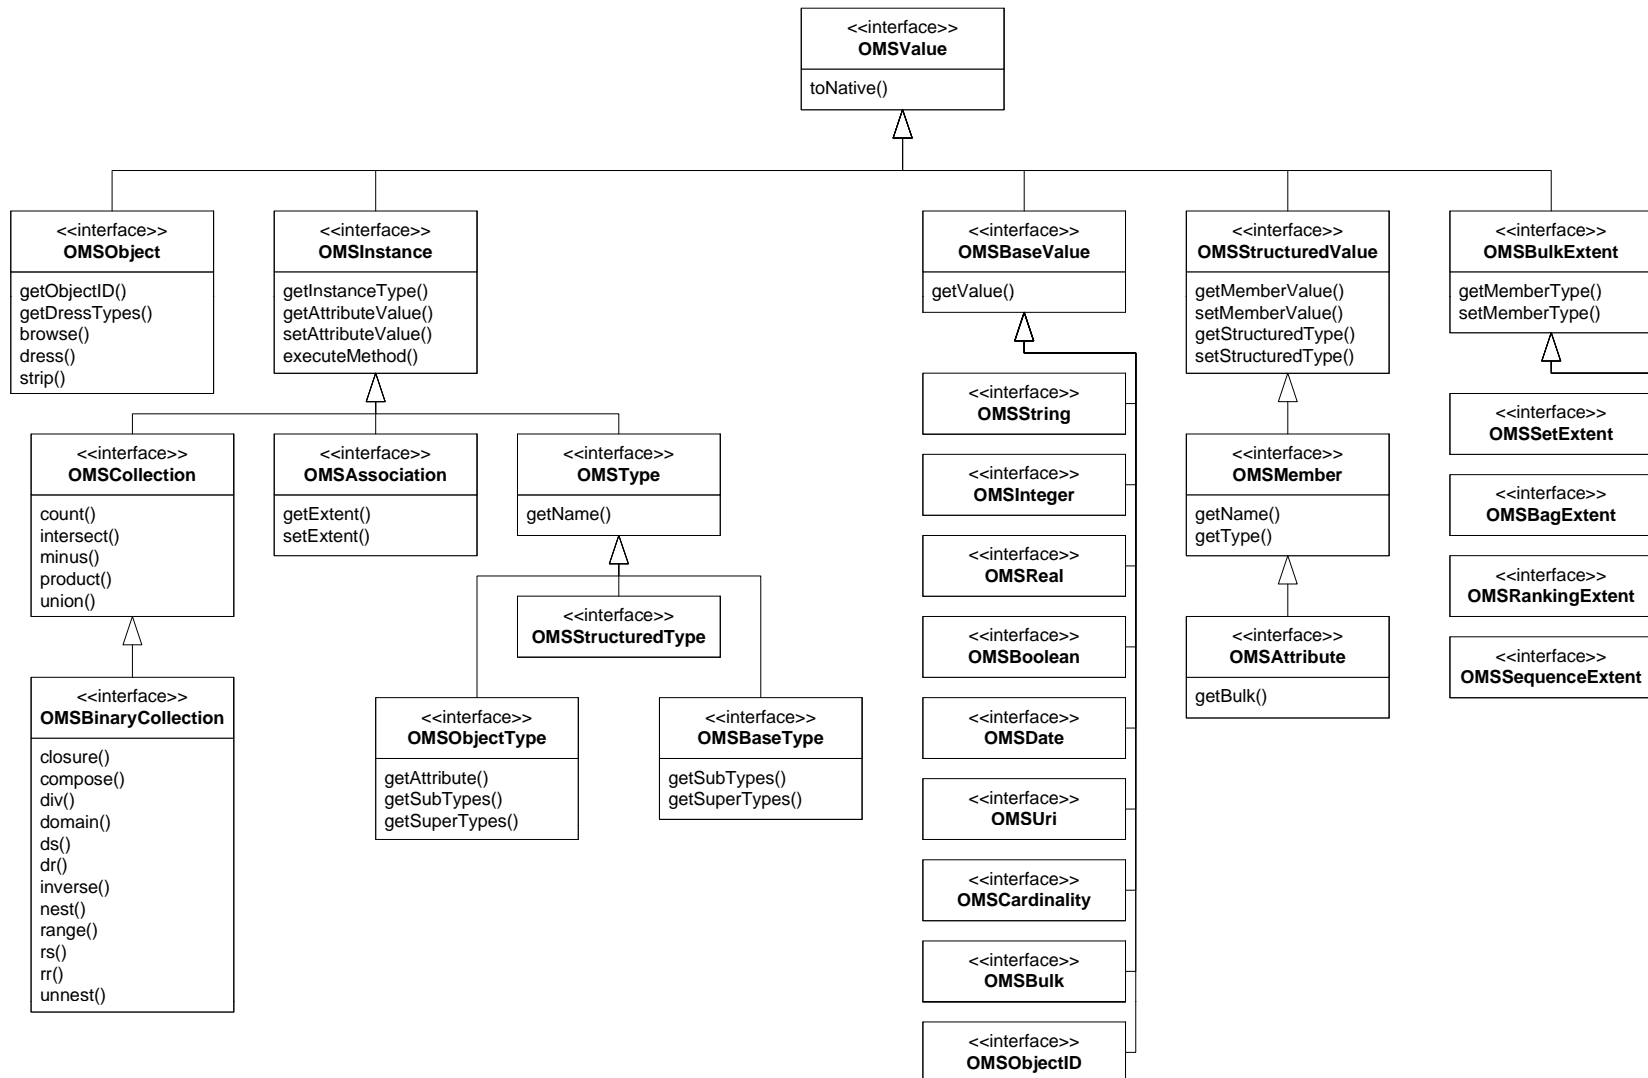 <<interface>>
OMSValue
toNative()
<<interface>>
OMSObject
getObjectID()
getDressTypes()
browse()
dress()
strip()
<<interface>>
OMSInstance
getInstanceType()
getAttributeValue()
setAttributeValue()
executeMethod()
<<interface>>
OMSBaseValue
getValue()
<<interface>>
OMSStructuredValue
getMemberValue()
setMemberValue()
getStructuredType()
setStructuredType()
<<interface>>
OMSBulkExtent
getMemberType()
setMemberType()
<<interface>>
OMSCollection
count()
intersect()
minus()
product()
union()
<<interface>>
OMSAssociation
getExtent()
setExtent()
<<interface>>
OMSType
getName()
<<interface>>
OMSStructuredType
<<interface>>
OMSBinaryCollection
closure()
compose()
div()
domain()
ds()
dr()
inverse()
nest()
range()
rs()
rr()
unnest()
<<interface>>
OMSObjectType
getAttribute()
getSubTypes()
getSuperTypes()
<<interface>>
OMSBaseType
getSubTypes()
getSuperTypes()
<<interface>>
OMSString
<<interface>>
OMSInteger
<<interface>>
OMSReal
<<interface>>
OMSBoolean
<<interface>>
OMSDate
<<interface>>
OMSUri
<<interface>>
OMSCardinality
<<interface>>
OMSBulk
<<interface>>
OMSObjectID
<<interface>>
OMSMember
getName()
getType()
<<interface>>
OMSAttribute
getBulk()
<<interface>>
OMSSetExtent
<<interface>>
OMSBagExtent
<<interface>>
OMSRankingExtent
<<interface>>
OMSSequenceExtent